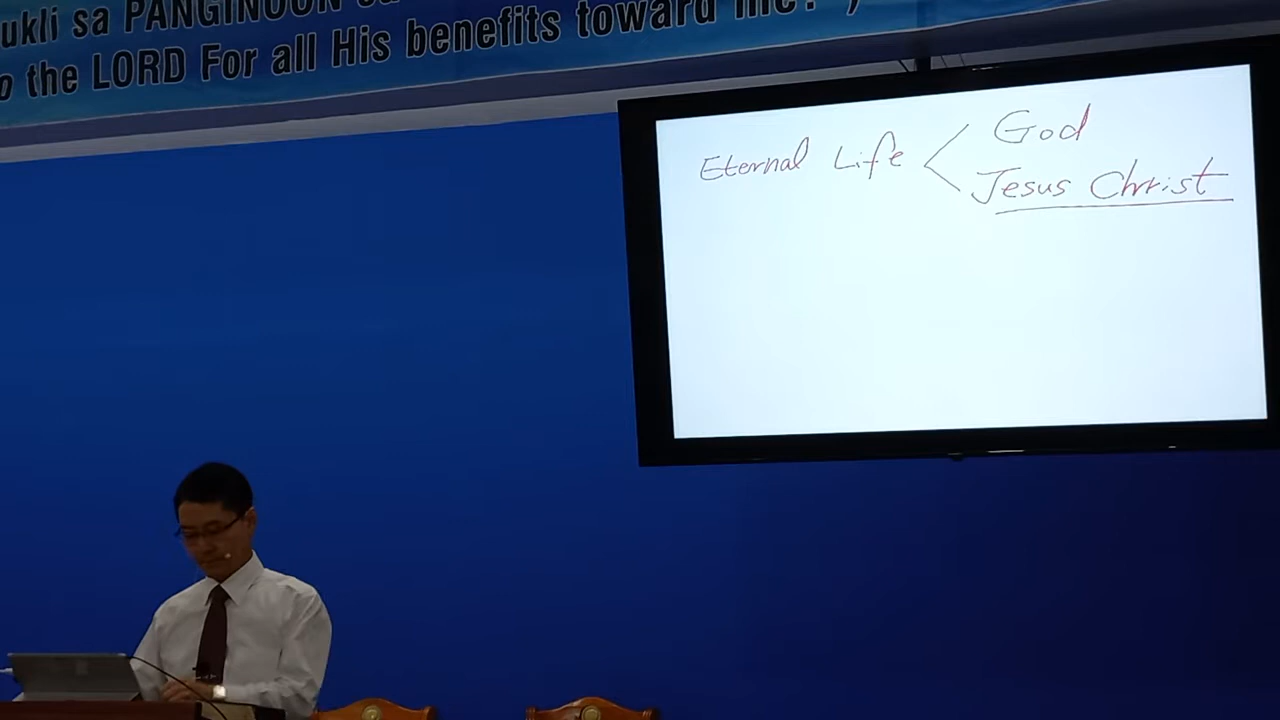 ukli sa PANGINOON
the LORD For all His benefits toward me?
Eternal Life < God
Jesus Christ